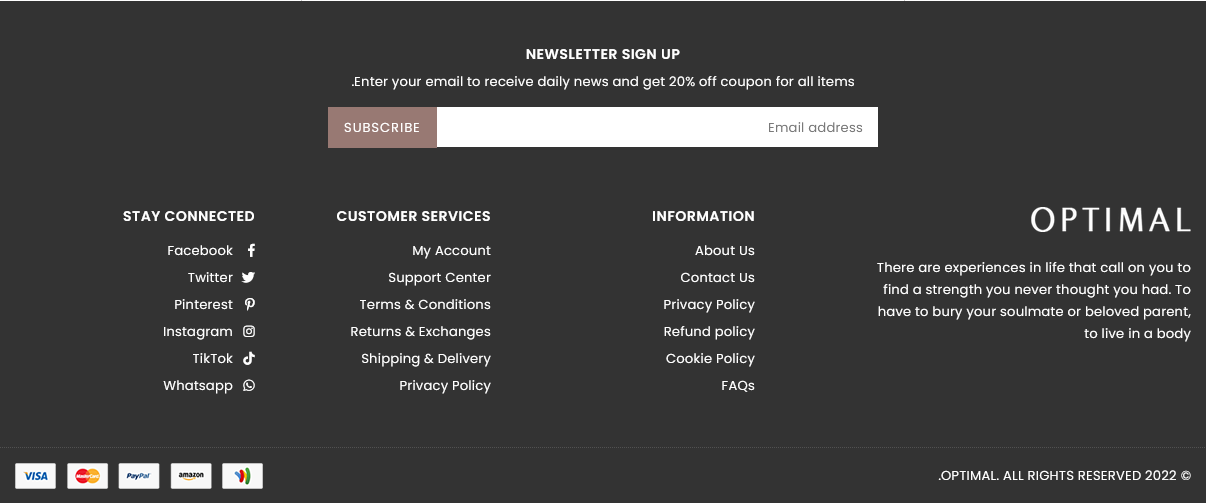 NEWSLETTER SIGN UP
.Enter your email to receive daily news and get 20% off coupon for all items
SUBSCRIBE
Email address
OPTIMAL
There are experiences in life that call on you to
find a strength you never thought you had. To
have to bury your soulmate or beloved parent,
to live in a body
INFORMATION
About Us
Contact Us
Privacy Policy
Refund policy
Cookie Policy
FAQs
CUSTOMER SERVICES
My Account
Support Center
Terms & Conditions
Returns & Exchanges
Shipping & Delivery
Privacy Policy
STAY CONNECTED
Facebook
Twitter
Pinterest
Instagram
TikTok
Whatsapp
.OPTIMAL. ALL RIGHTS RESERVED 2022 ©
VISA
MasterCard
PayPal
amazon